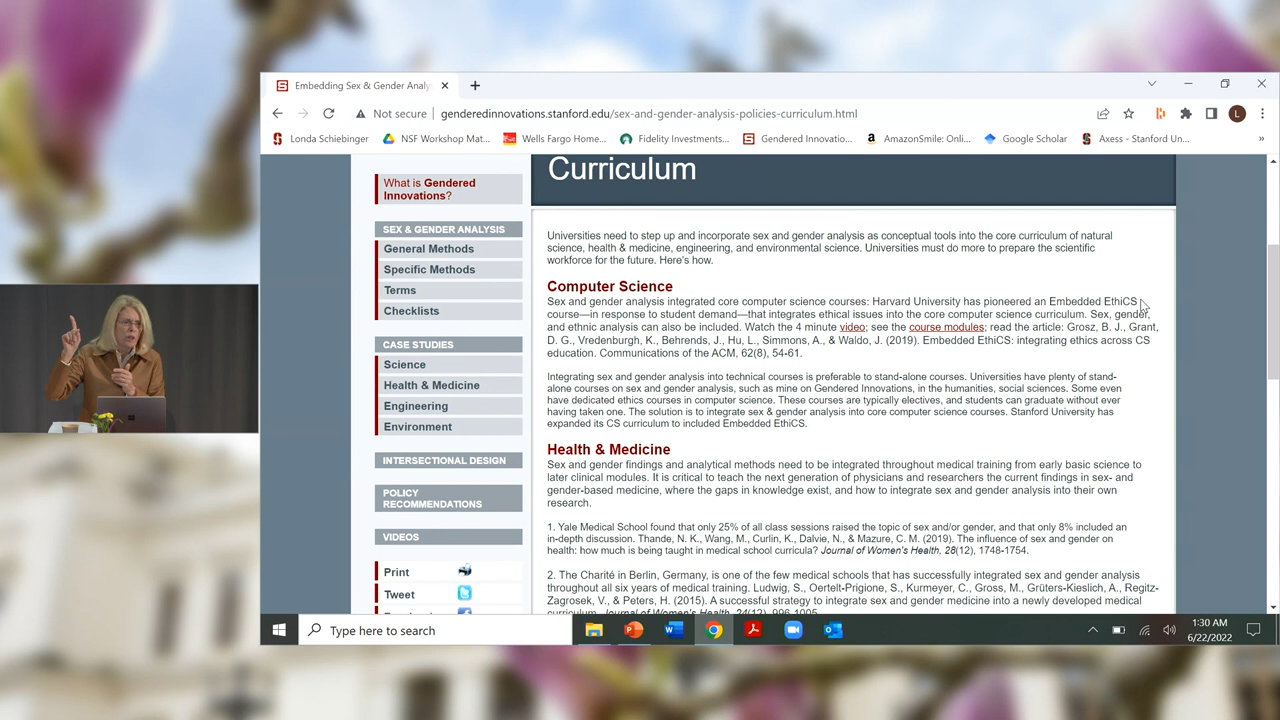 Embedding Sex & Gender Analy
Not secure
genderedinnovations.stanford.edu/sex-and-gender-analysis-policies-curriculum.html
L
Londa Schiebinger
NSF Workshop Mat...
Wells Fargo Home...
Fidelity Investments...
Gendered Innovatio...
AmazonSmile: Onli...
Google Scholar
Axess - Stanford Un...
What is Gendered
Innovations?
SEX & GENDER ANALYSIS
General Methods
Specific Methods
Terms
Checklists
CASE STUDIES
Science
Health & Medicine
Engineering
Environment
INTERSECTIONAL DESIGN
POLICY
RECOMMENDATIONS
VIDEOS
Print
Tweet
Curriculum
Universities need to step up and incorporate sex and gender analysis as conceptual tools into the core curriculum of natural
science, health & medicine, engineering, and environmental science. Universities must do more to prepare the scientific
workforce for the future. Here's how.
Computer Science
Sex and gender analysis integrated core computer science courses: Harvard University has pioneered an Embedded EthiCS
course—in response to student demand—that integrates ethical issues into the core computer science curriculum. Sex, gender,
and ethnic analysis can also be included. Watch the 4 minute video; see the course modules; read the article: Grosz, B. J., Grant,
D. G., Vredenburgh, K., Behrends, J., Hu, L., Simmons, A., & Waldo, J. (2019). Embedded EthiCS: integrating ethics across CS
education. Communications of the ACM, 62(8), 54-61.
Integrating sex and gender analysis into technical courses is preferable to stand-alone courses. Universities have plenty of stand-
alone courses on sex and gender analysis, such as mine on Gendered Innovations, in the humanities, social sciences. Some even
have dedicated ethics courses in computer science. These courses are typically electives, and students can graduate without ever
having taken one. The solution is to integrate sex & gender analysis into core computer science courses. Stanford University has
expanded its CS curriculum to included Embedded EthiCS.
Health & Medicine
Sex and gender findings and analytical methods need to be integrated throughout medical training from early basic science to
later clinical modules. It is critical to teach the next generation of physicians and researchers the current findings in sex- and
gender-based medicine, where the gaps in knowledge exist, and how to integrate sex and gender analysis into their own
research.
1. Yale Medical School found that only 25% of all class sessions raised the topic of sex and/or gender, and that only 8% included an
in-depth discussion. Thande, N. K., Wang, M., Curlin, K., Dalvie, N., & Mazure, C. M. (2019). The influence of sex and gender on
health: how much is being taught in medical school curricula? Journal of Women's Health, 28(12), 1748-1754.
2. The Charité in Berlin, Germany, is one of the few medical schools that has successfully integrated sex and gender analysis
throughout all six years of medical training. Ludwig, S., Oertelt-Prigione, S., Kurmeyer, C., Gross, M., Grüters-Kieslich, A., Regitz-
Zagrosek, V., & Peters, H. (2015). A successful strategy to integrate sex and gender medicine into a newly developed medical
curriculum. Journal of Women's Health, 24(12), 996-1005.
Type here to search
1:30 AM
6/22/2022